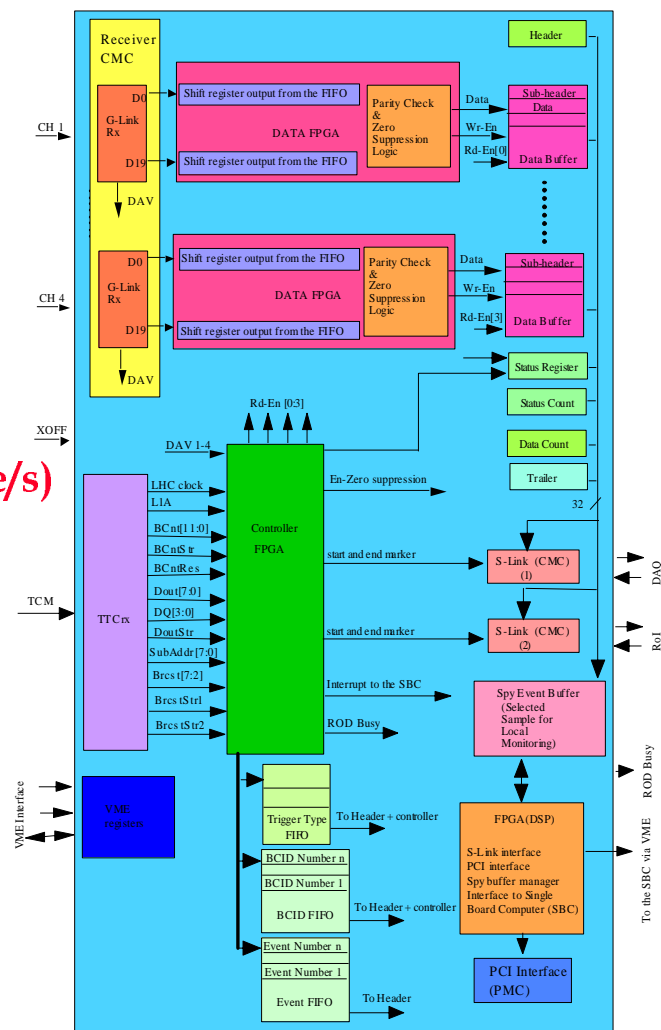 Header
Receiver
CMC
D0
G-Link
Rx
D19
DAV
CH 1
Shift register output from the FIFO
DATA FPGA
Shift register output from the FIFO
Parity Check
&
Zero
Suppression
Logic
Data
Wr-En
Rd-En[0]
Sub-header
Data
Data Buffer
D0
G-Link
Rx
D19
DAV
CH 4
Shift register output from the FIFO
DATA FPGA
Shift register output from the FIFO
Parity Check
&
Zero
Suppression
Logic
Data
Wr-En
Rd-En[3]
Sub-header
Data Buffer
Status Register
Status Count
Data Count
Trailer
32
XOFF
e/s)
Rd-En [0:3]
DAV 1-4
LHC clock
L1A
BCnt[11:0]
BCntStr
BCntRes
Dout[7:0]
DQ[3:0]
DoutStr
SubAddr[7:0]
Brcst[7:2]
BrcstStr1
BrcstStr2
TCM
TTCrx
Controller
FPGA
En-Zero suppression
start and end marker
start and end marker
Interrupt to the SBC
ROD Busy
S-Link (CMC)
(1)
DAO
S-Link (CMC)
(2)
RoI
Spy Event Buffer
(Selected
Sample for
Local
Monitoring)
ROD Busy
VME Interface
VME
registers
Trigger Type
FIFO
To Header + controller
BCID Number n
BCID Number 1
BCID FIFO
To Header + controller
Event Number n
Event Number 1
Event FIFO
To Header
FPGA(DSP)
S-Link interface
PCI interface
Spy buffer manager
Interface to Single
Board Computer (SBC)
To the SBC via VME
PCI Interface
(PMC)